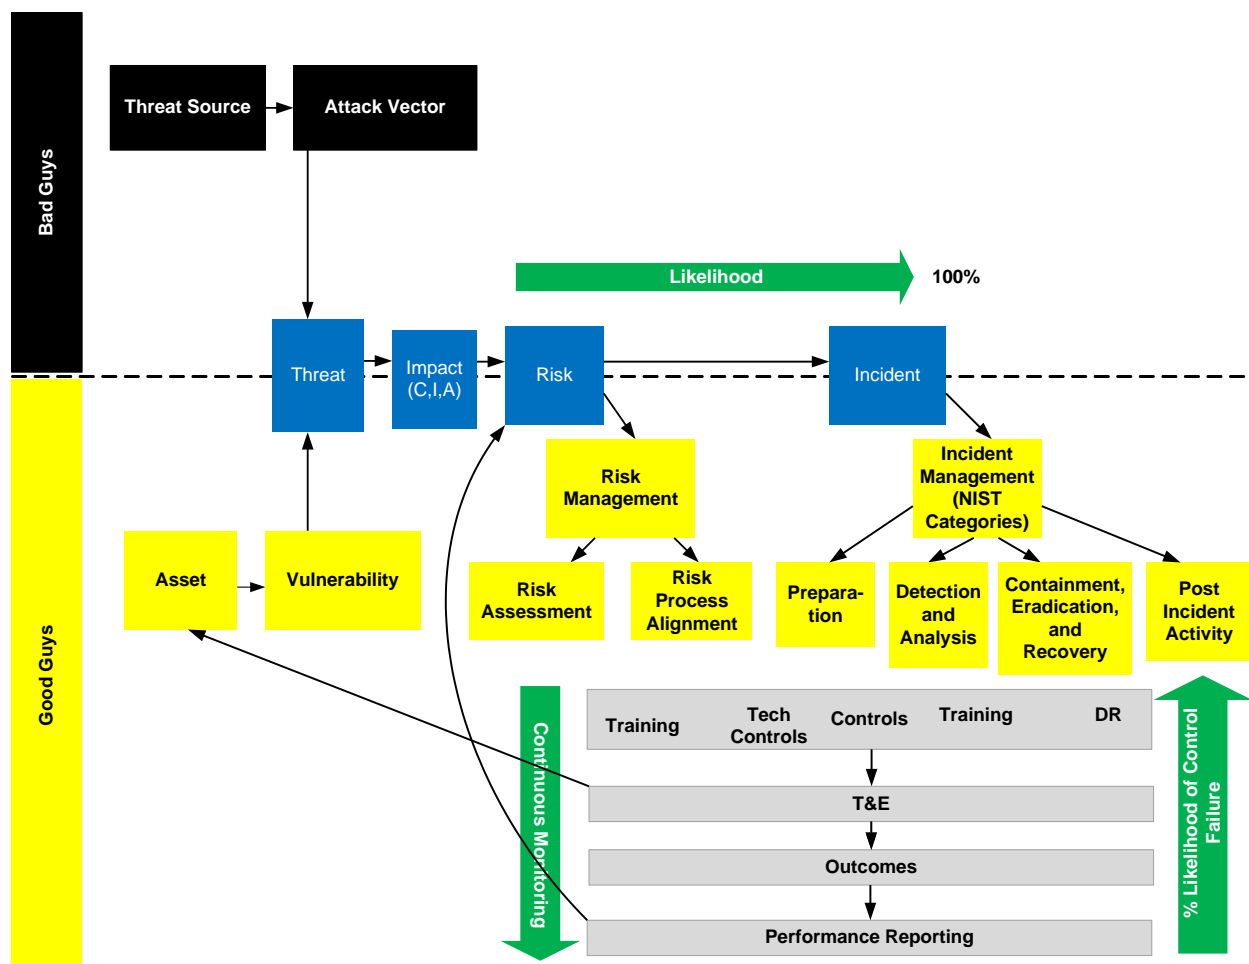 Bad Guys
Threat Source
Attack Vector
Likelihood
100%
Threat
Impact
(C,I,A)
Risk
Incident
Good Guys
Risk
Management
Incident
Management
(NIST
Categories)
Asset
Vulnerability
Risk
Assessment
Risk
Process
Alignment
Prepara-
tion
Detection
and
Analysis
Containment,
Eradication,
and
Recovery
Post
Incident
Activity
Continuous Monitoring
Training
Tech
Controls
Controls
Training
DR
T&E
Outcomes
Performance Reporting
% Likelihood of Control
Failure